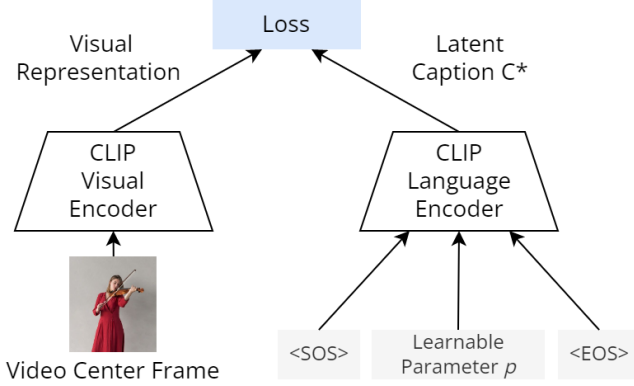 Loss
Visual
Representation
Latent
Caption C*
CLIP
Visual
Encoder
CLIP
Language
Encoder
<SOS>
Learnable
Parameter p
<EOS>
Video Center Frame